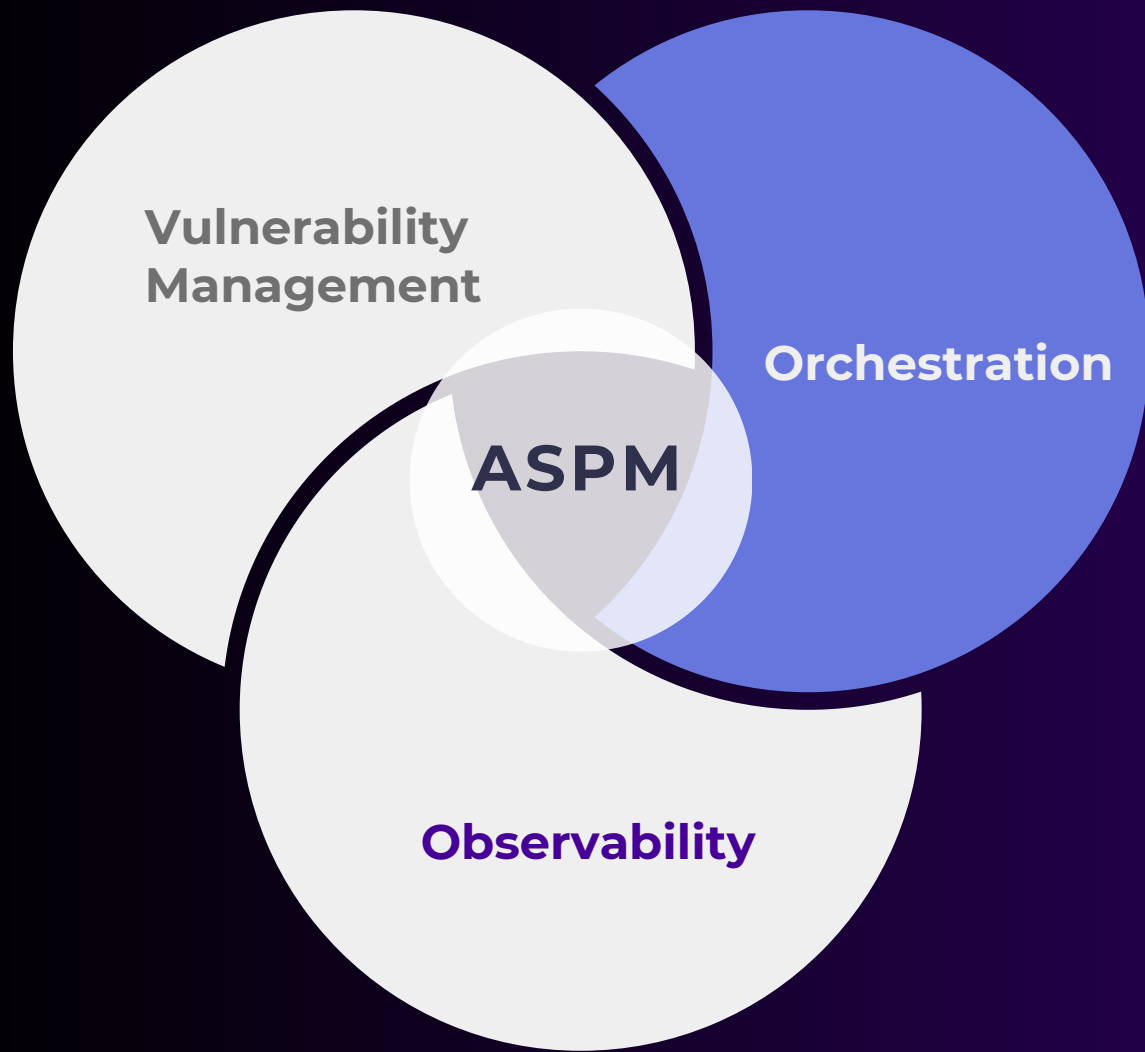 Vulnerability
Management
Orchestration
ASPM
Observability